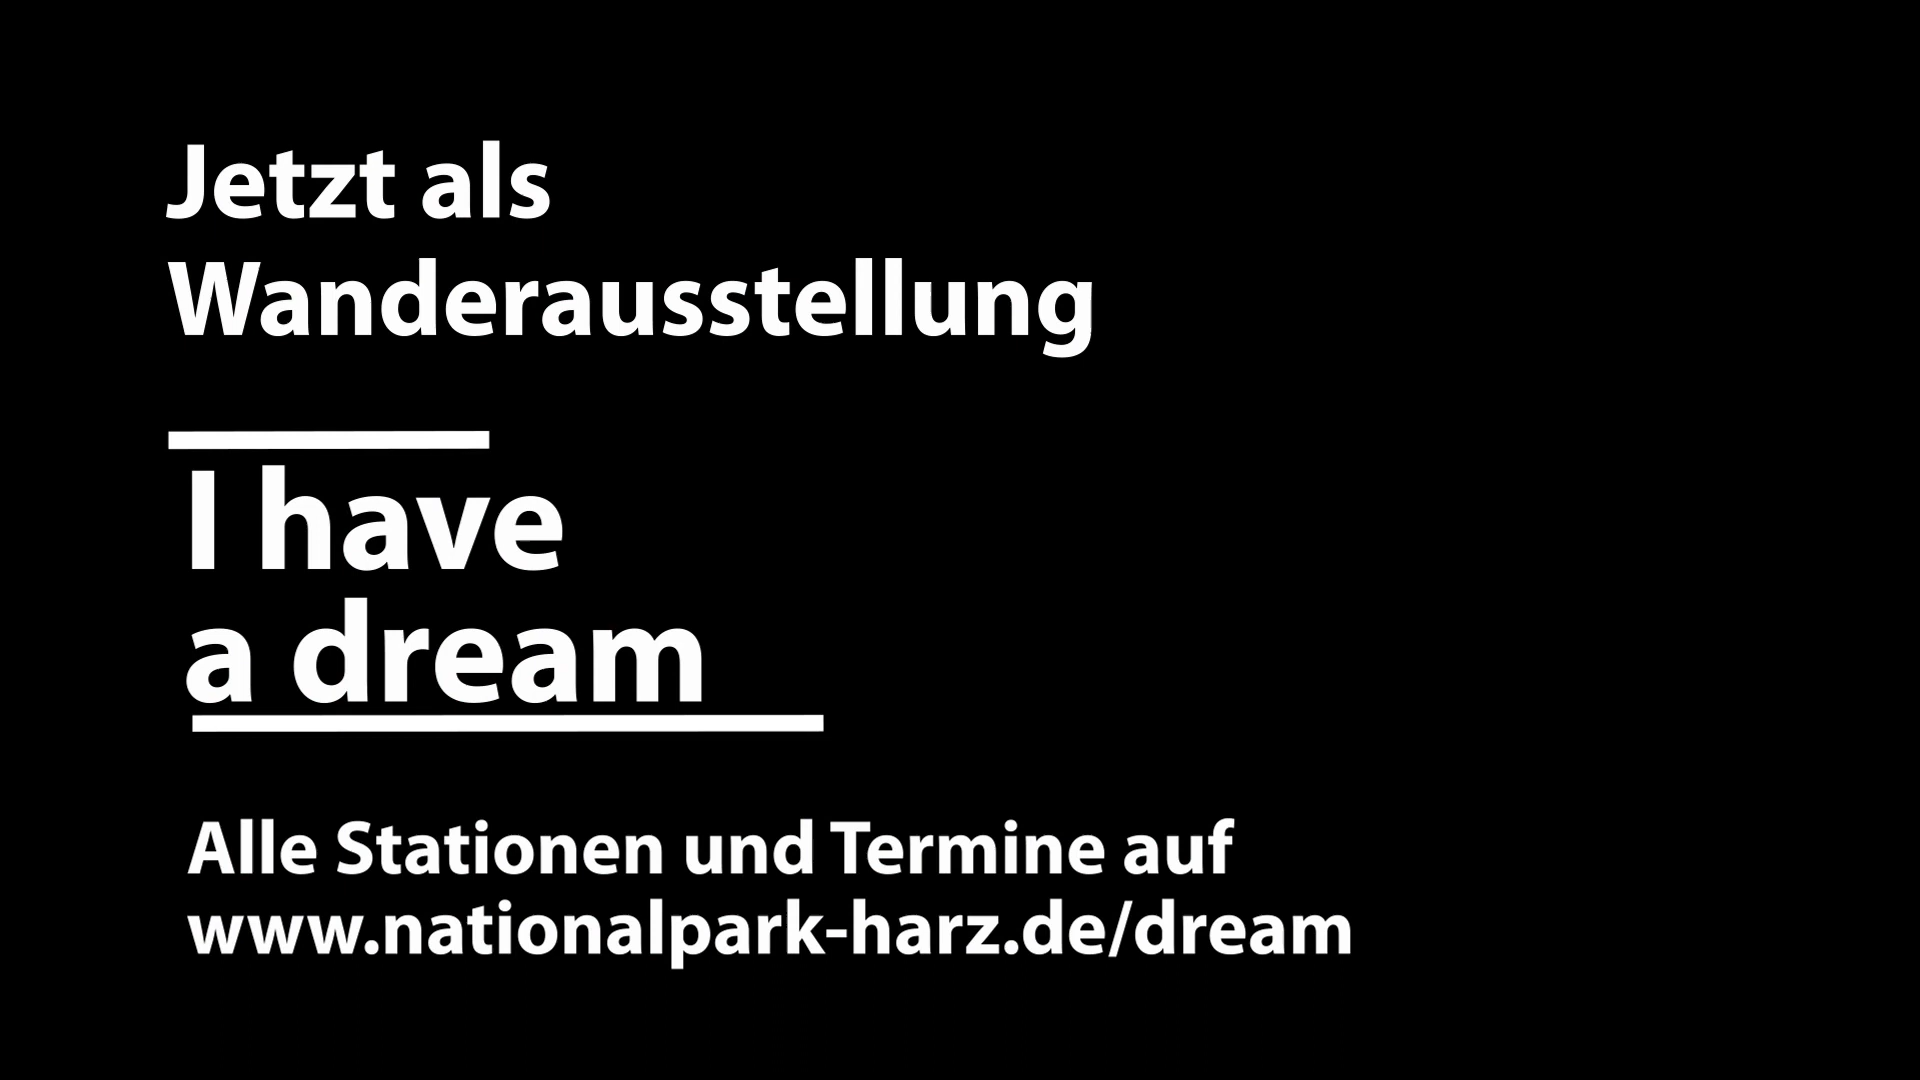 Jetzt als
Wanderausstellung
I have
a dream
Alle Stationen und Termine auf
www.nationalpark-harz.de/dream